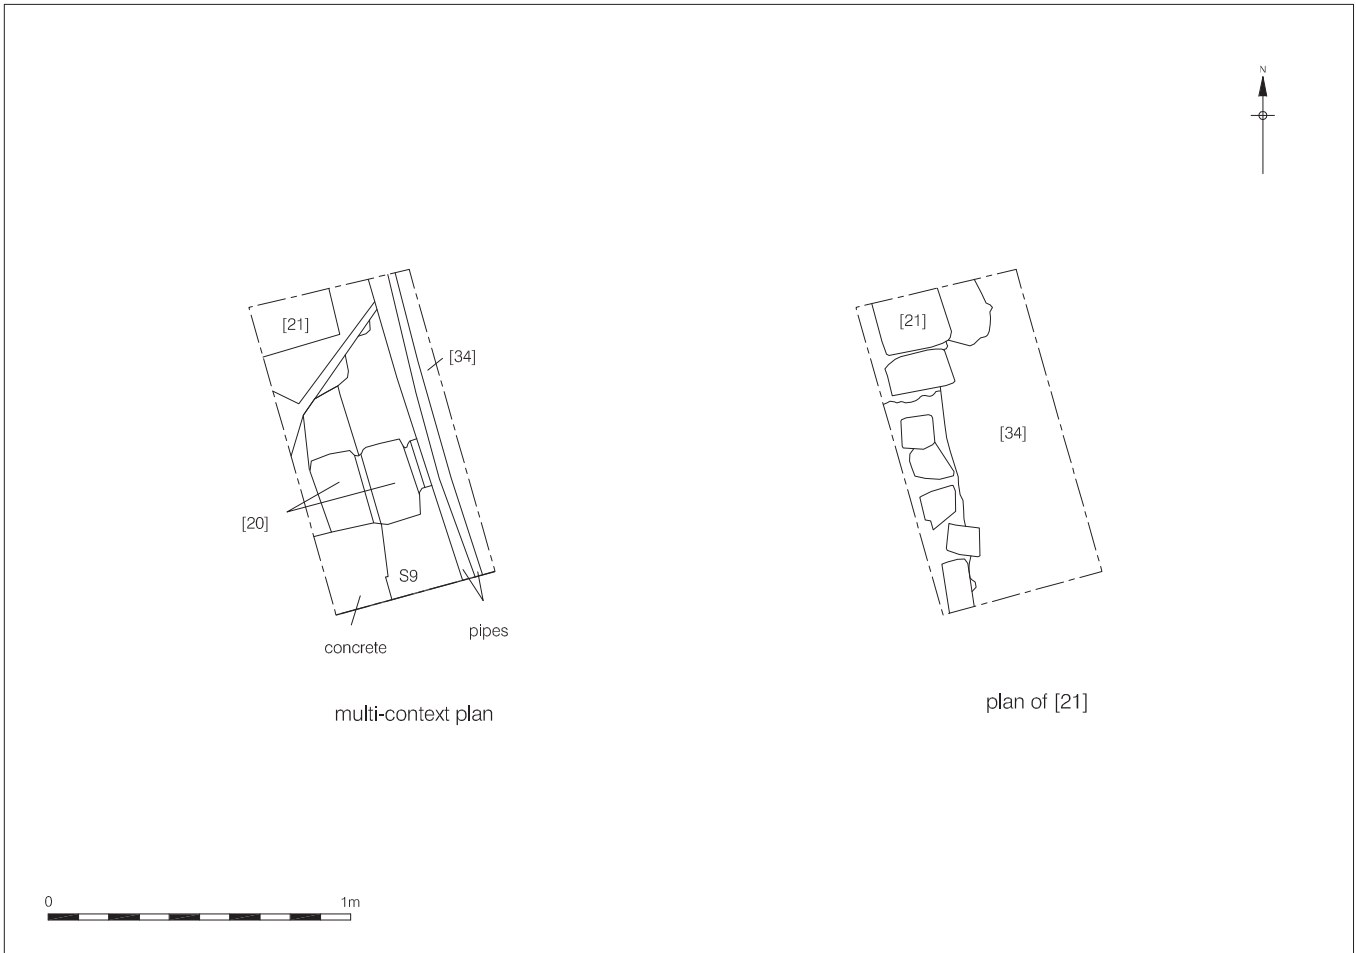 N
[21]
[34]
[20]
S9
pipes
concrete
multi-context plan
[21]
[34]
plan of [21]
0 1m